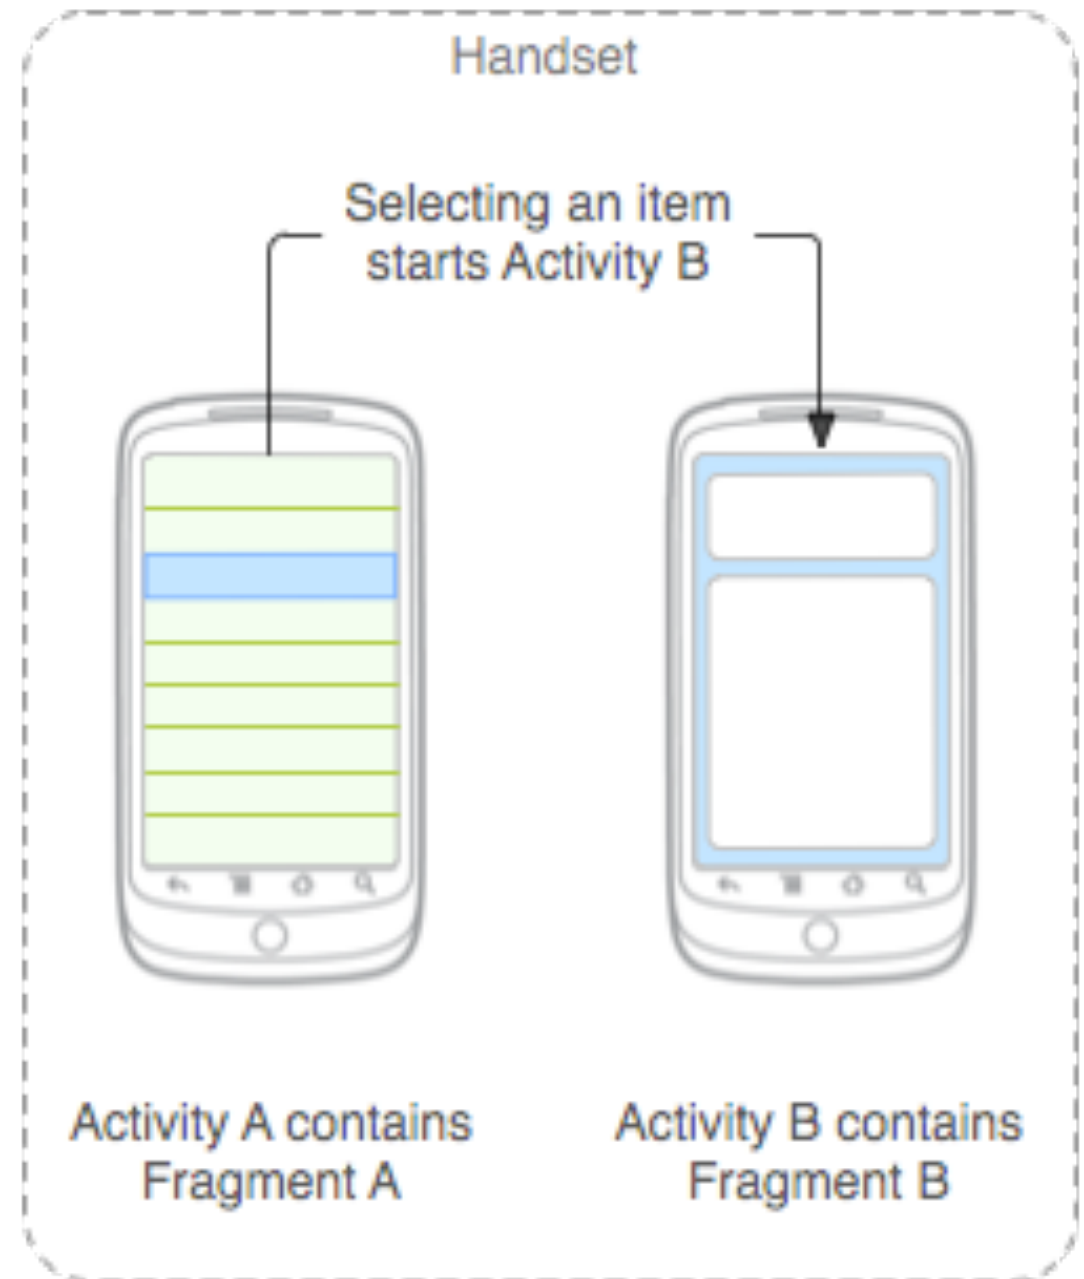 Handset
Selecting an item
starts Activity B
Activity A contains
Fragment A
Activity B contains
Fragment B